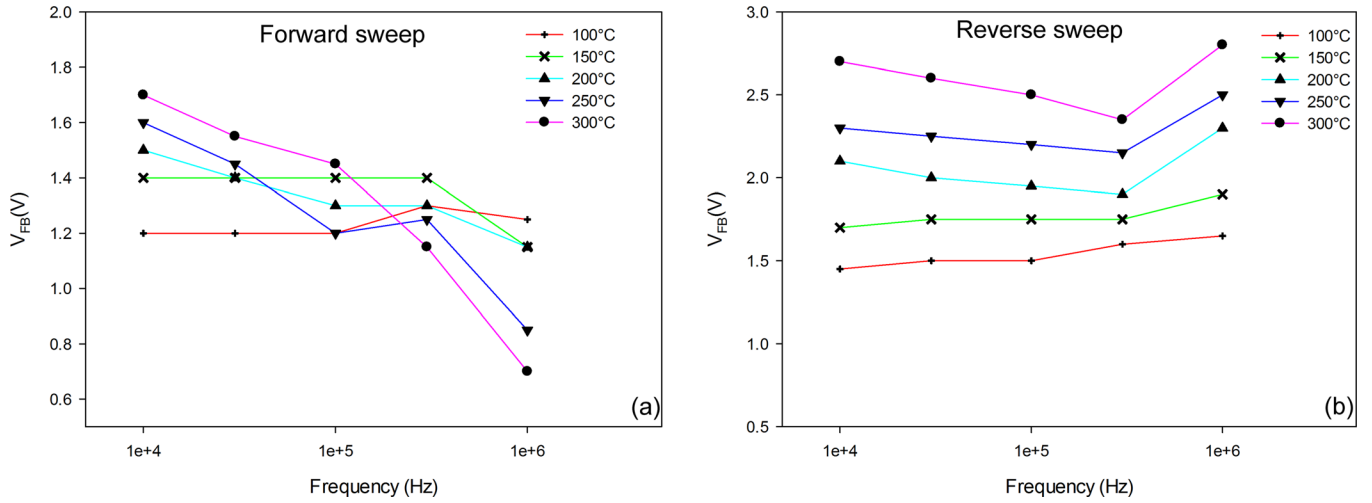 Forward sweep
100°C
150°C
200°C
250°C
300°C
2.0
1.8
1.6
1.4
1.2
1.0
0.8
0.6
V_FB(V)
1e+4 1e+5 1e+6
Frequency (Hz)
(a)
Reverse sweep
100°C
150°C
200°C
250°C
300°C
3.0
2.5
2.0
1.5
1.0
0.5
V_FB(V)
1e+4 1e+5 1e+6
Frequency (Hz)
(b)